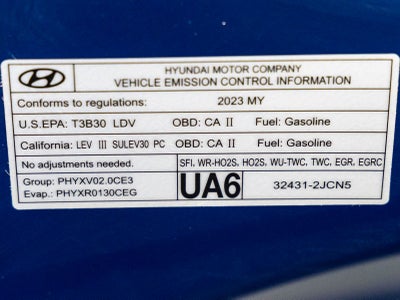 HYUNDAI MOTOR COMPANY
VEHICLE EMISSION CONTROL INFORMATION
Conforms to regulations: 2023 MY
U.S.EPA: T3B30 LDV OBD: CA II Fuel: Gasoline
California: LEV III SULEV30 PC OBD: CA II Fuel: Gasoline
No adjustments needed. SFI, WR-HO2S, HO2S, WU-TWC, TWC, EGR, EGRC
Group: PHYXV02.0CE3
Evap.: PHYXR0130CEG
UA6 32431-2JCN5